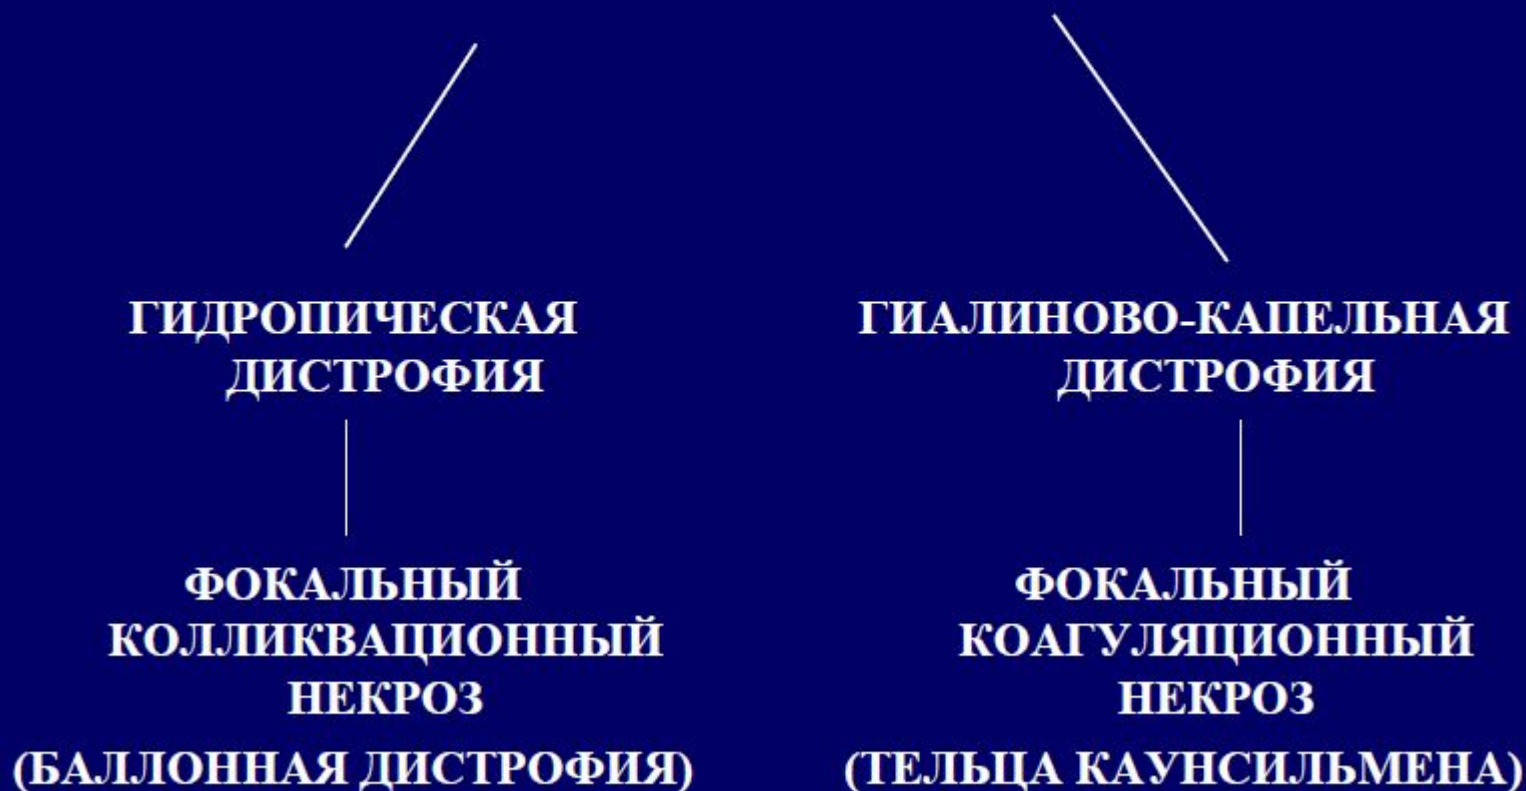 ГИДРОПИЧЕСКАЯ
ДИСТРОФИЯ
ФОКАЛЬНЫЙ
КОЛЛИКВАЦИОННЫЙ
НЕКРОЗ
(БАЛЛОННАЯ ДИСТРОФИЯ)
ГИАЛИНОВО-КАПЕЛЬНАЯ
ДИСТРОФИЯ
ФОКАЛЬНЫЙ
КОАГУЛЯЦИОННЫЙ
НЕКРОЗ
(ТЕЛЬЦА КАУНСИЛЬМЕНА)